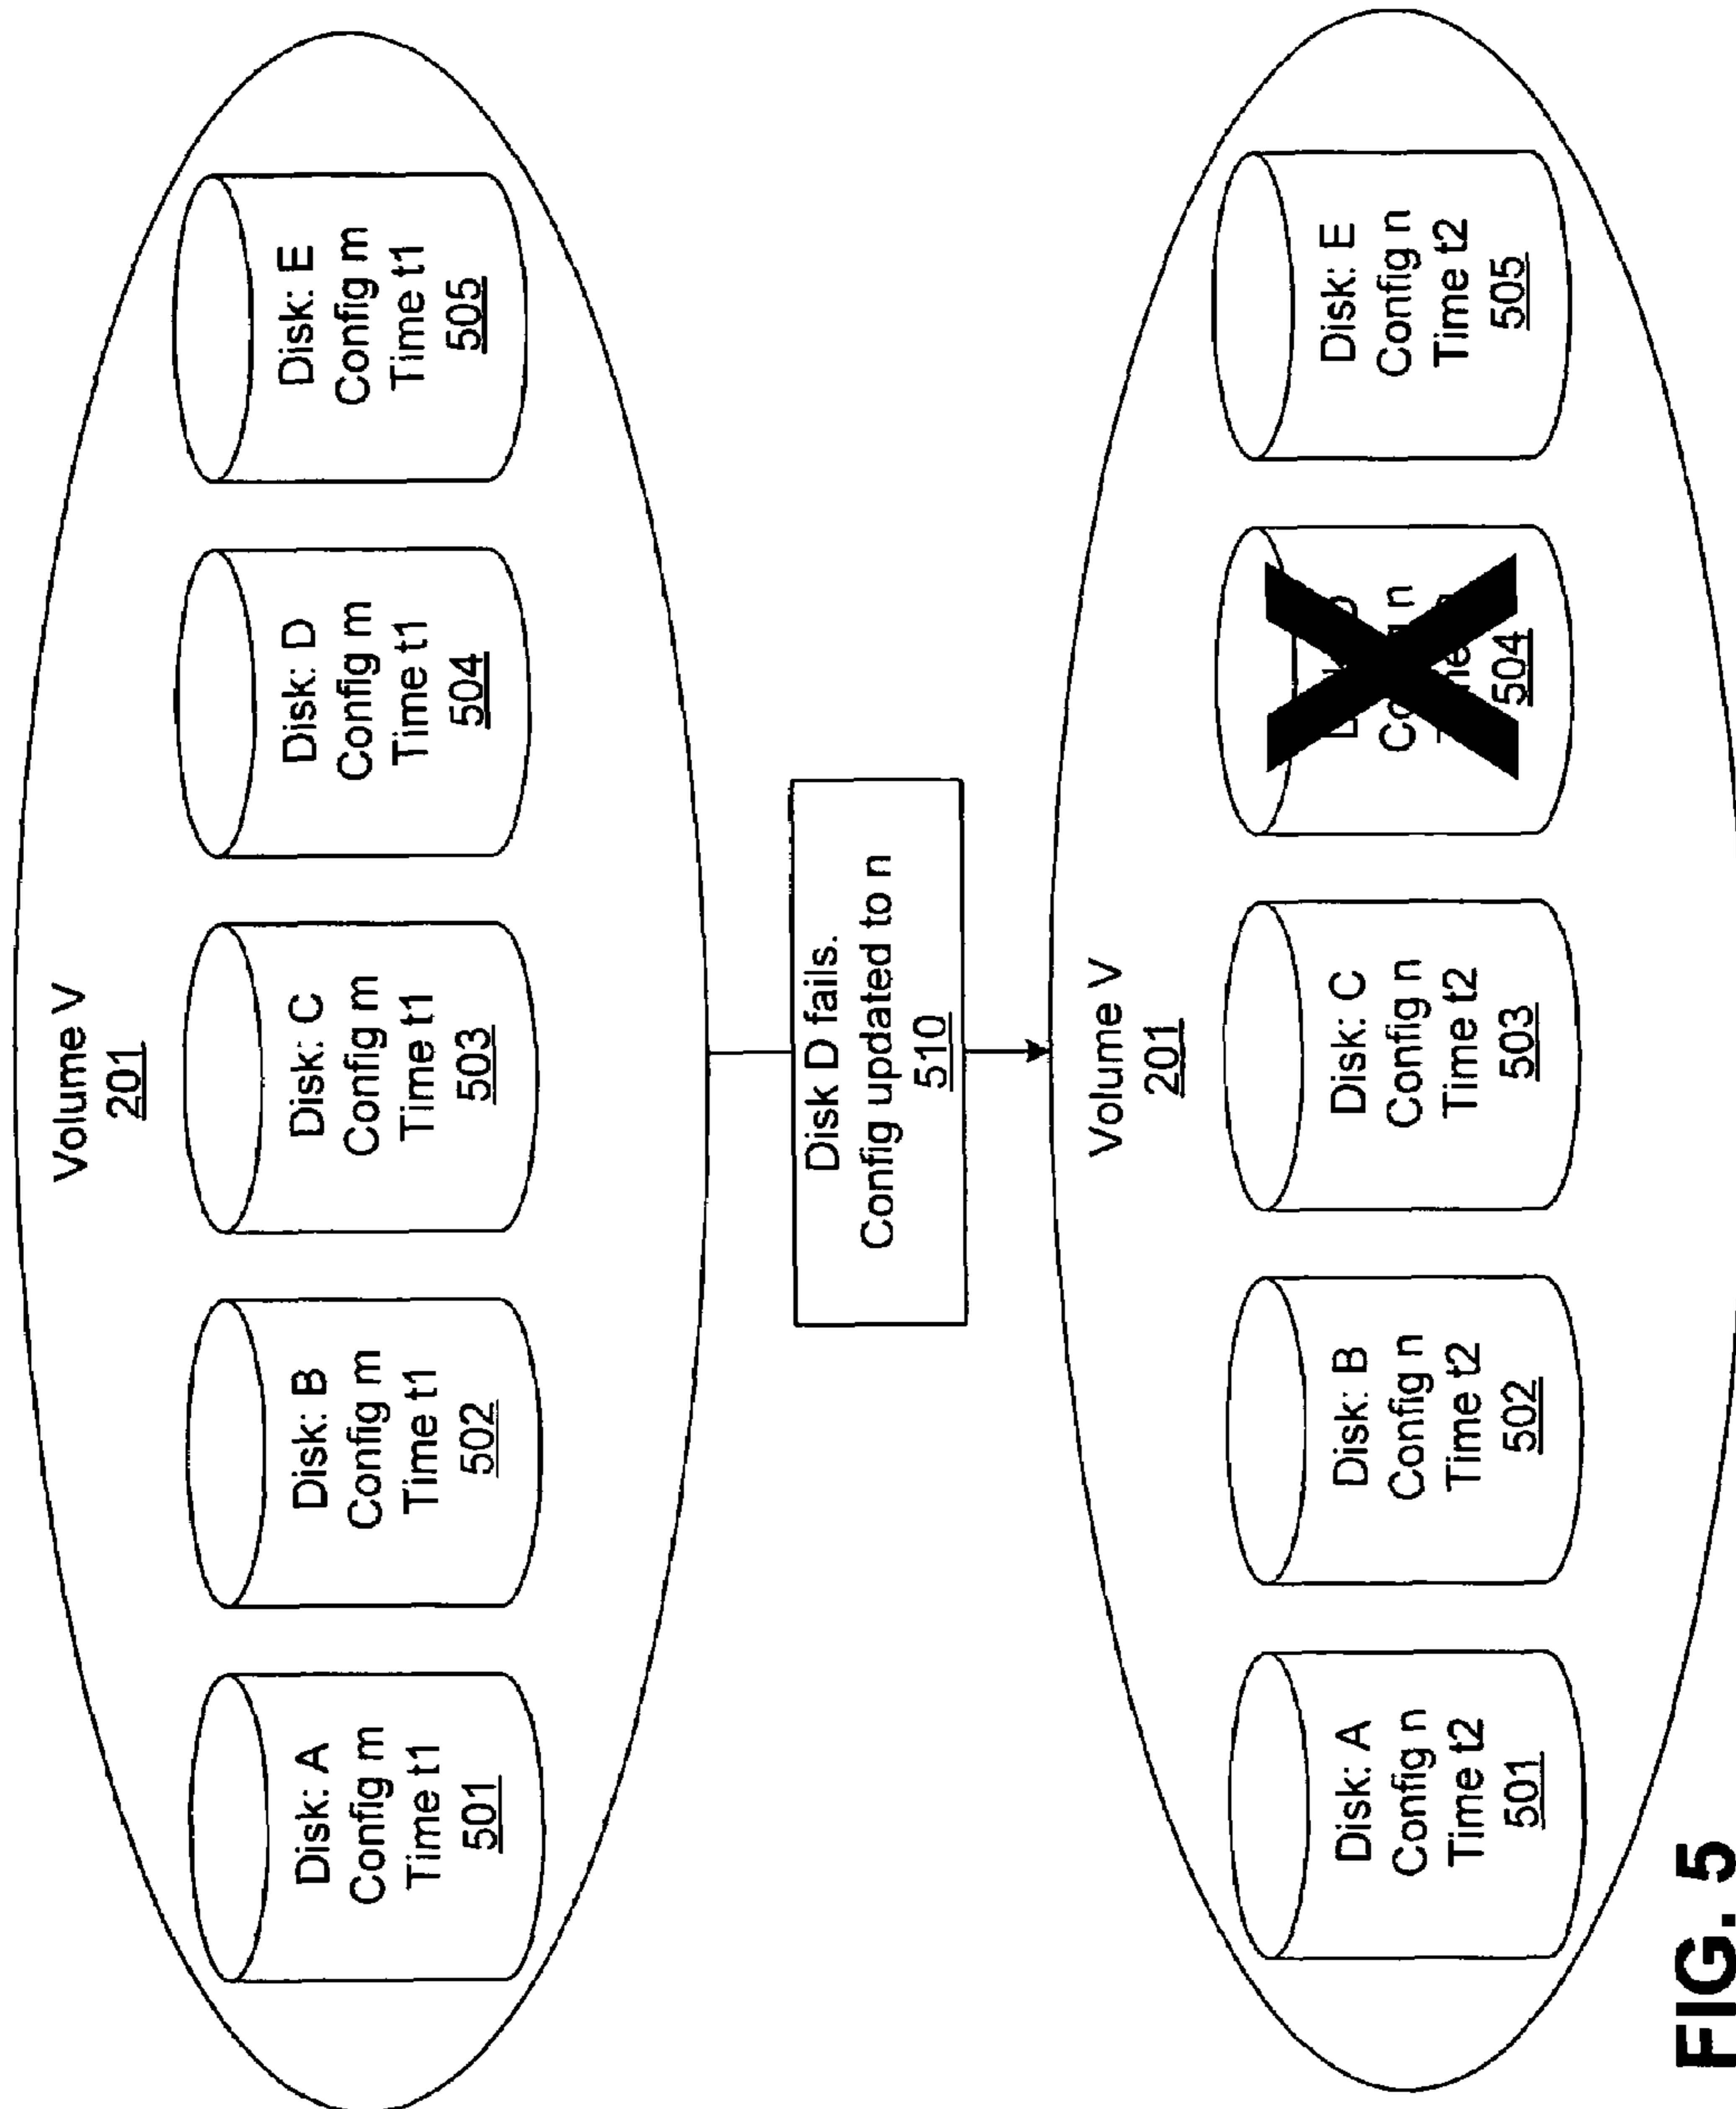 Volume V
201
Disk: A
Config m
Time t1
501
Disk: B
Config m
Time t1
502
Disk: C
Config m
Time t1
503
Disk: D
Config m
Time t1
504
Disk: E
Config m
Time t1
505
Disk D fails.
Config updated to n
510
Volume V
201
Disk: A
Config n
Time t2
501
Disk: B
Config n
Time t2
502
Disk: C
Config n
Time t2
503
n
504
Disk: E
Config n
Time t2
505
FIG. 5